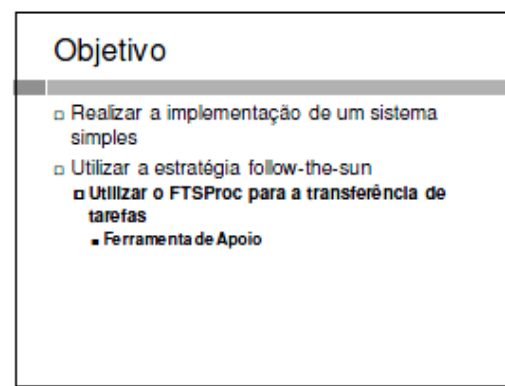 Objetivo
Realizar a implementação de um sistema
simples
Utilizar a estratégia follow-the-sun
Utilizar o FTSProc para a transferência de
tarefas
Ferramenta de Apoio